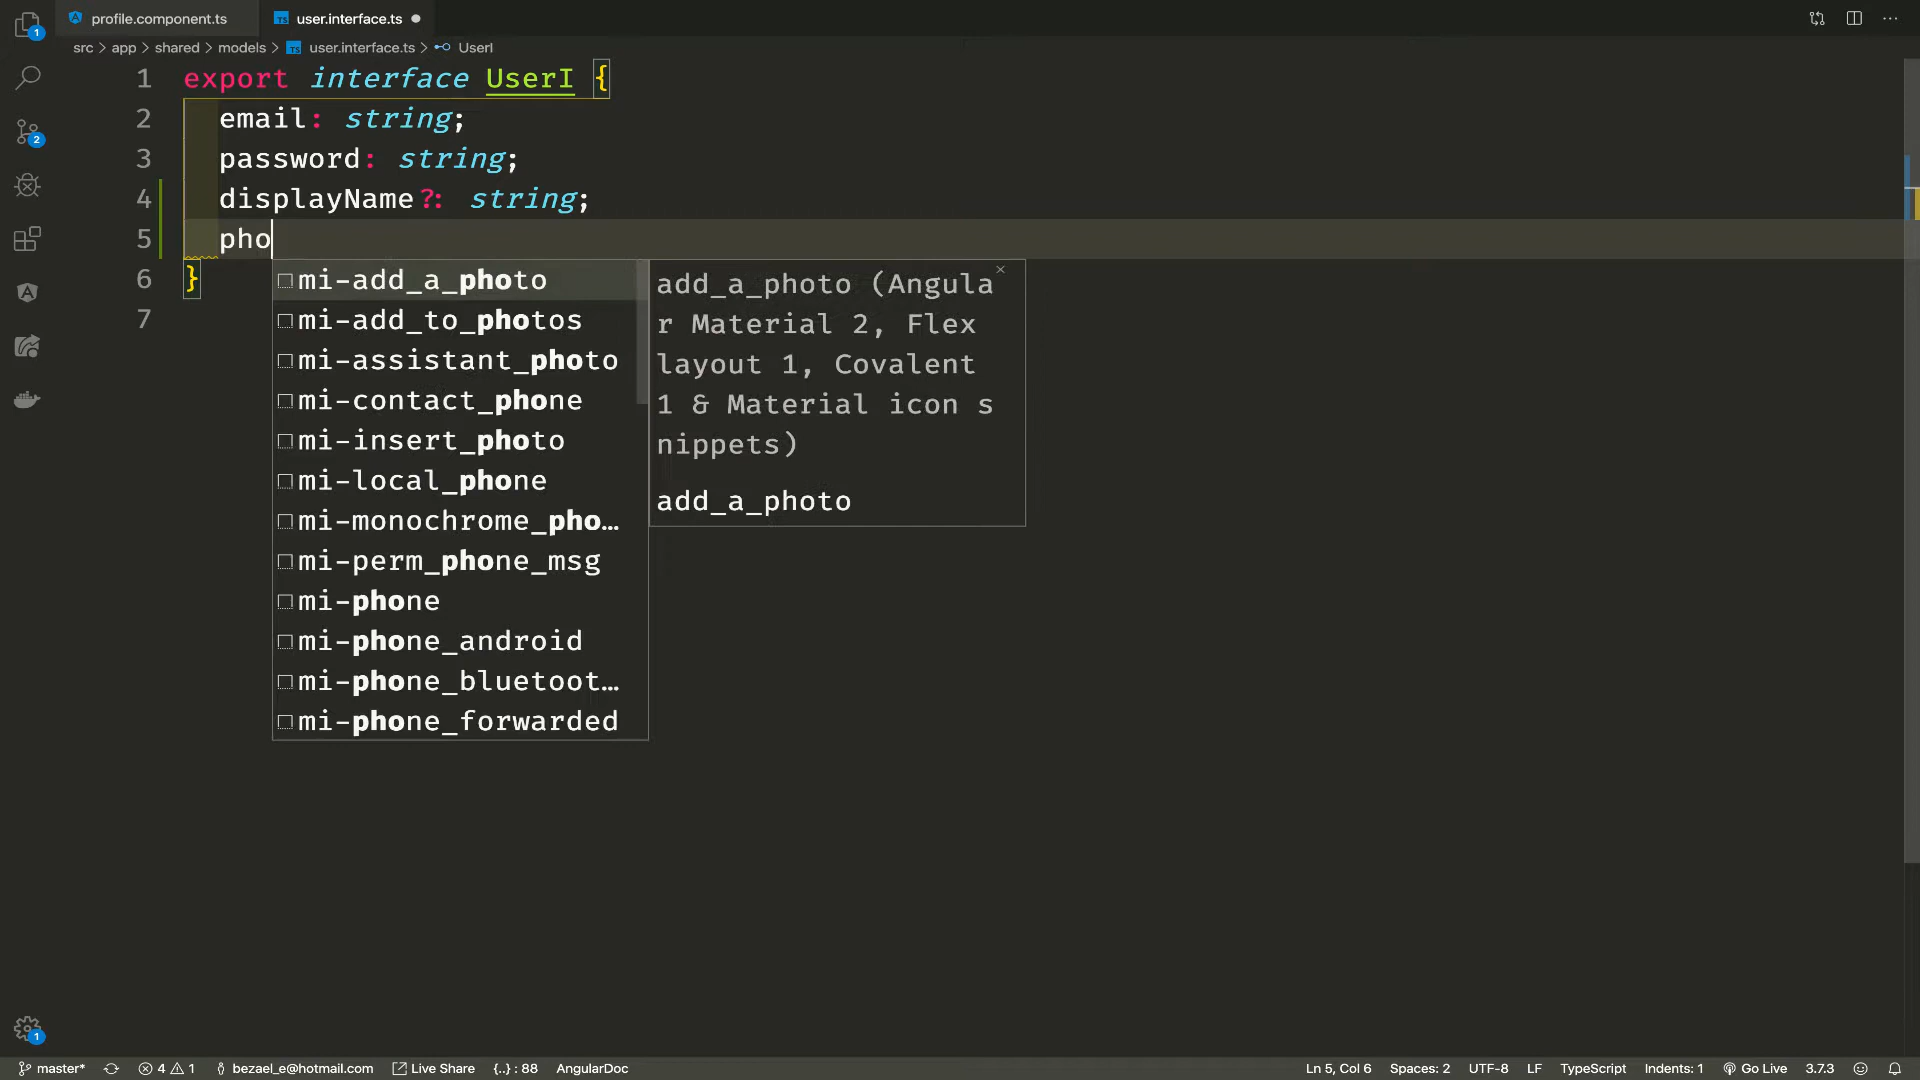 profile.component.ts
user.interface.ts
src > app > shared > models > user.interface.ts > UserI
1 export interface UserI {
2 email: string;
3 password: string;
4 displayName?: string;
5 pho
6 }
7
mi-add_a_photo
mi-add_to_photos
mi-assistant_photo
mi-contact_phone
mi-insert_photo
mi-local_phone
mi-monochrome_pho…
mi-perm_phone_msg
mi-phone
mi-phone_android
mi-phone_bluetoot…
mi-phone_forwarded
add_a_photo (Angula
r Material 2, Flex
layout 1, Covalent
1 & Material icon s
nippets)
add_a_photo
1
2
1
master* 4 1 bezael_e@hotmail.com Live Share {..} : 88 AngularDoc Ln 5, Col 6 Spaces: 2 UTF-8 LF TypeScript Indents: 1 Go Live 3.7.3